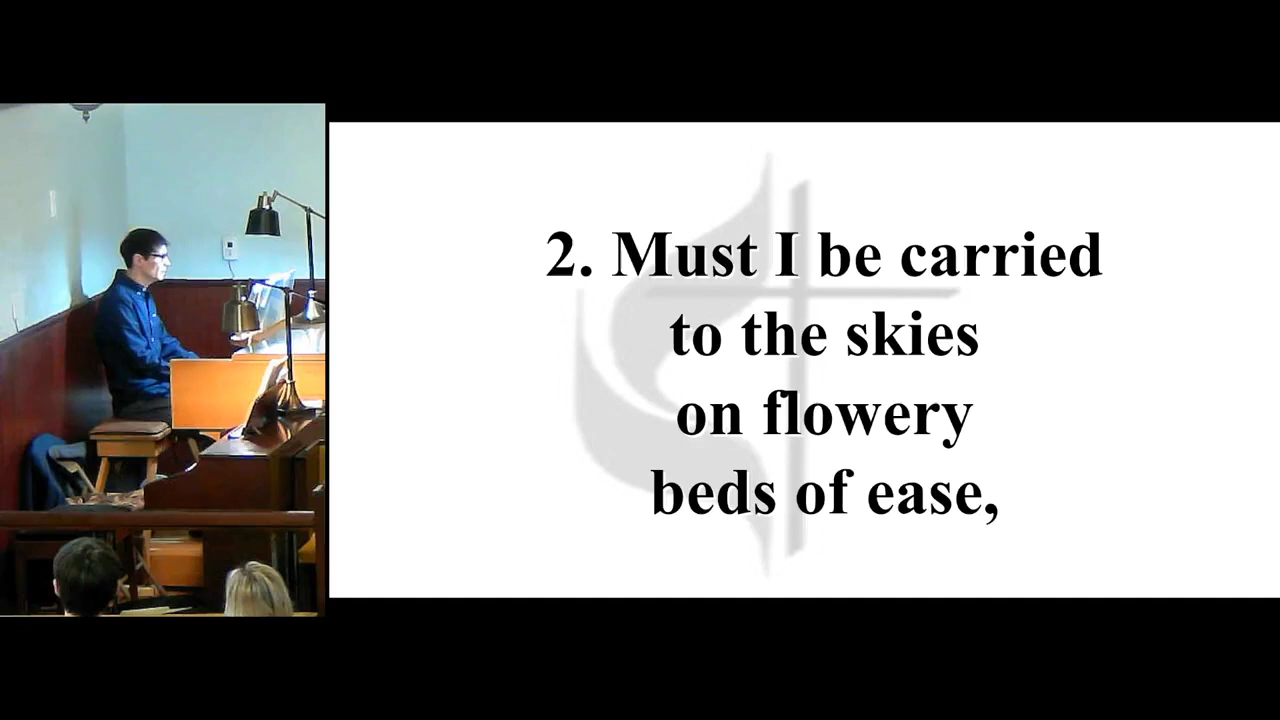 2. Must I be carried
to the skies
on flowery
beds of ease,